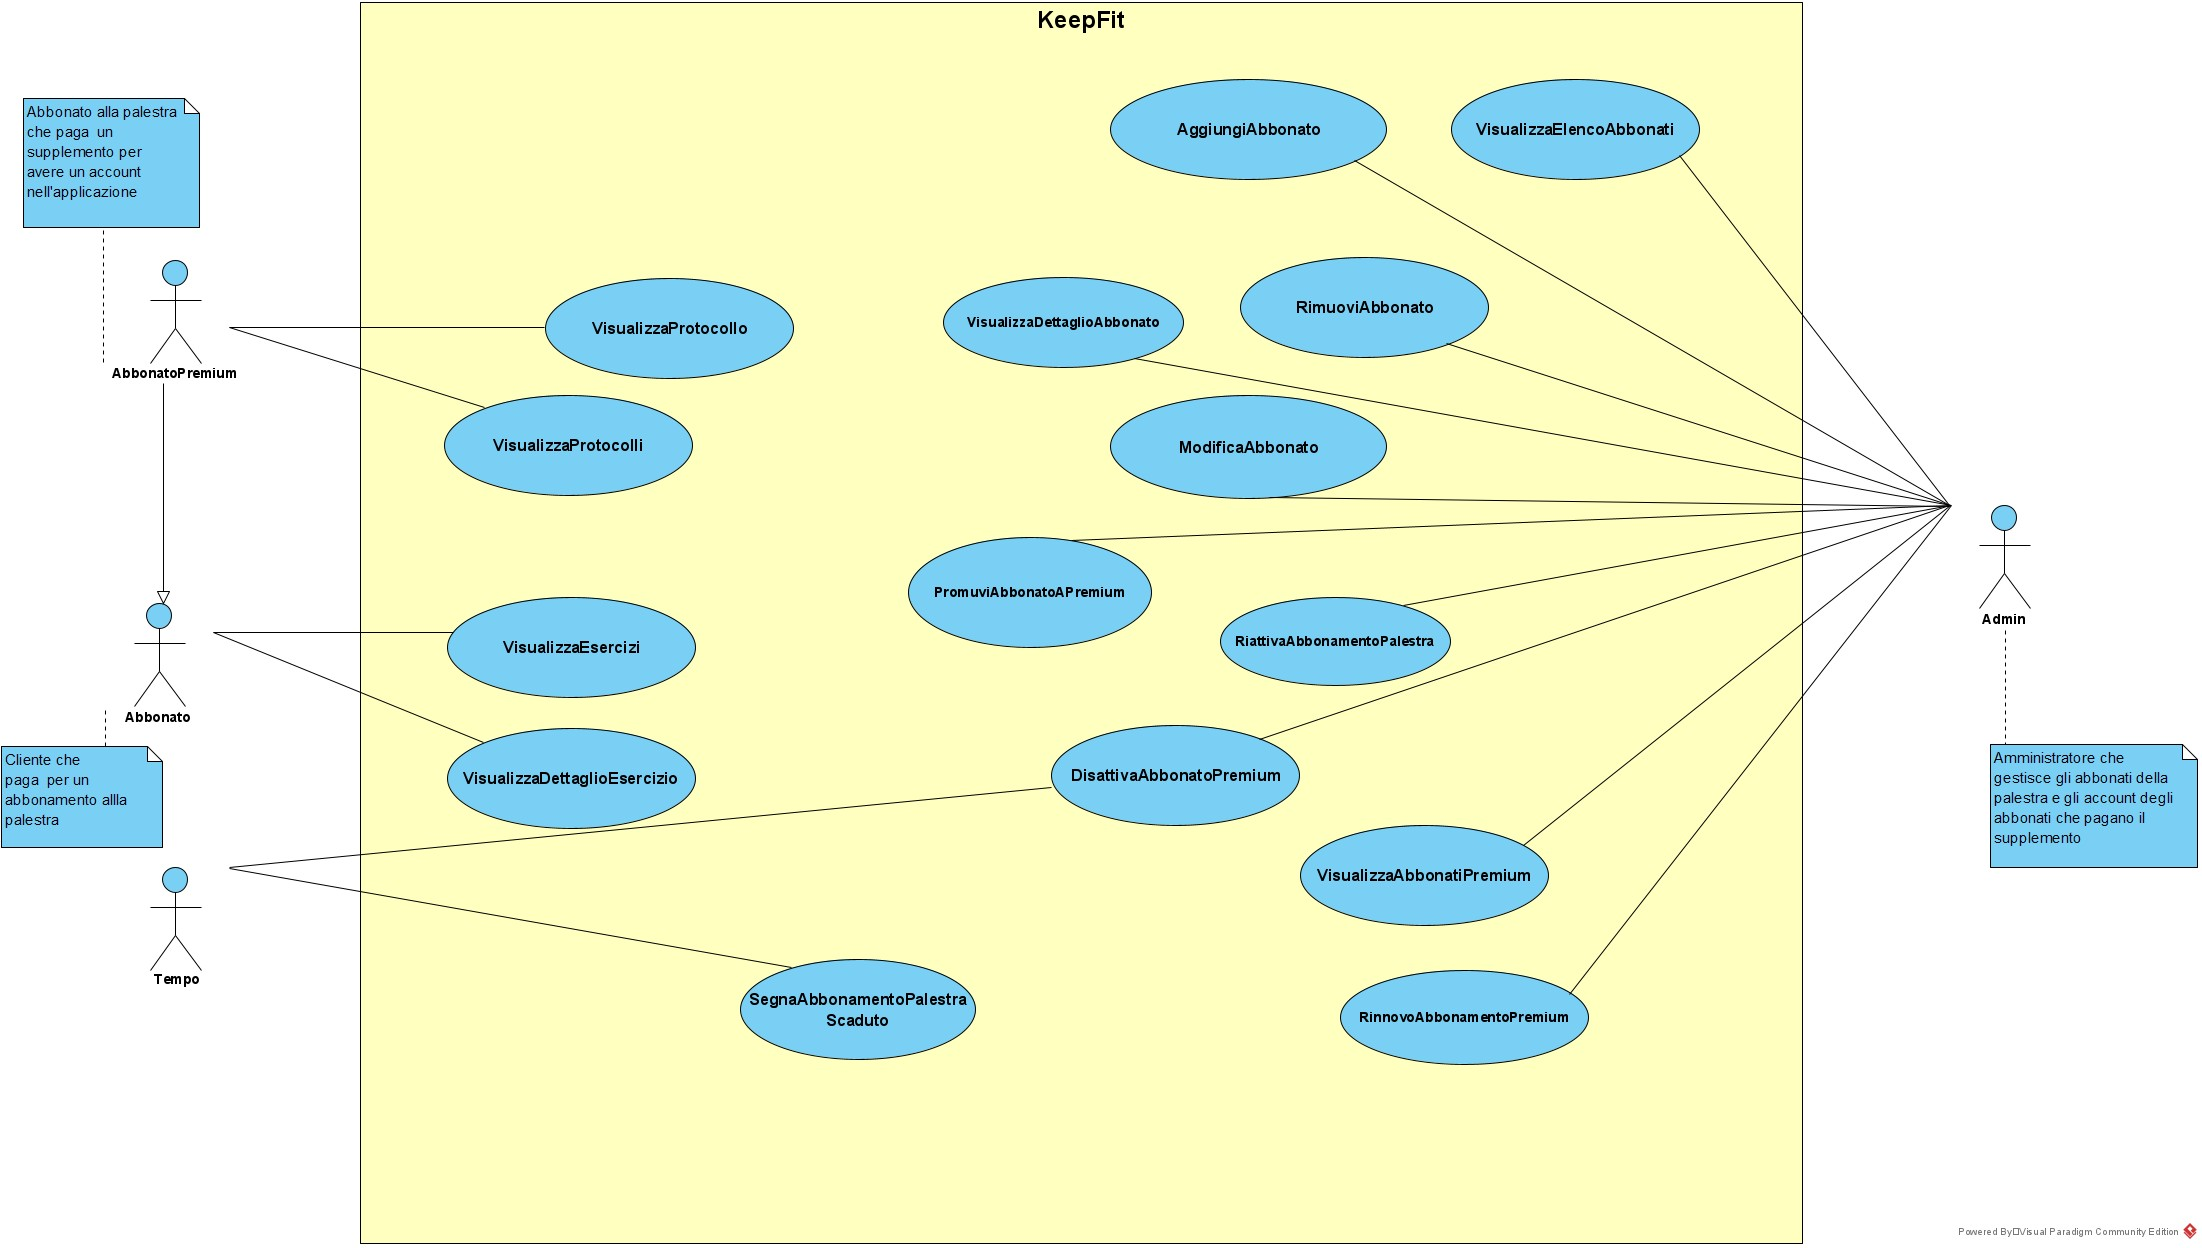 KeepFit
Abbonato alla palestra
che paga  un
supplemento per
avere un account
nell'applicazione
AggiungiAbbonato
VisualizzaElencoAbbonati
AbbonatoPremium
VisualizzaProtocollo
VisualizzaDettaglioAbbonato
RimuoviAbbonato
VisualizzaProtocolli
ModificaAbbonato
PromuviAbbonatoAPremium
RiattivaAbbonamentoPalestra
Admin
VisualizzaEsercizi
Abbonato
Cliente che
paga  per un
abbonamento allla
palestra
VisualizzaDettaglioEsercizio
DisattivaAbbonatoPremium
Amministratore che
gestisce gli abbonati della
palestra e gli account degli
abbonati che pagano il
supplemento
VisualizzaAbbonatiPremium
Tempo
SegnaAbbonamentoPalestra
Scaduto
RinnovoAbbonamentoPremium
Powered By Visual Paradigm Community Edition